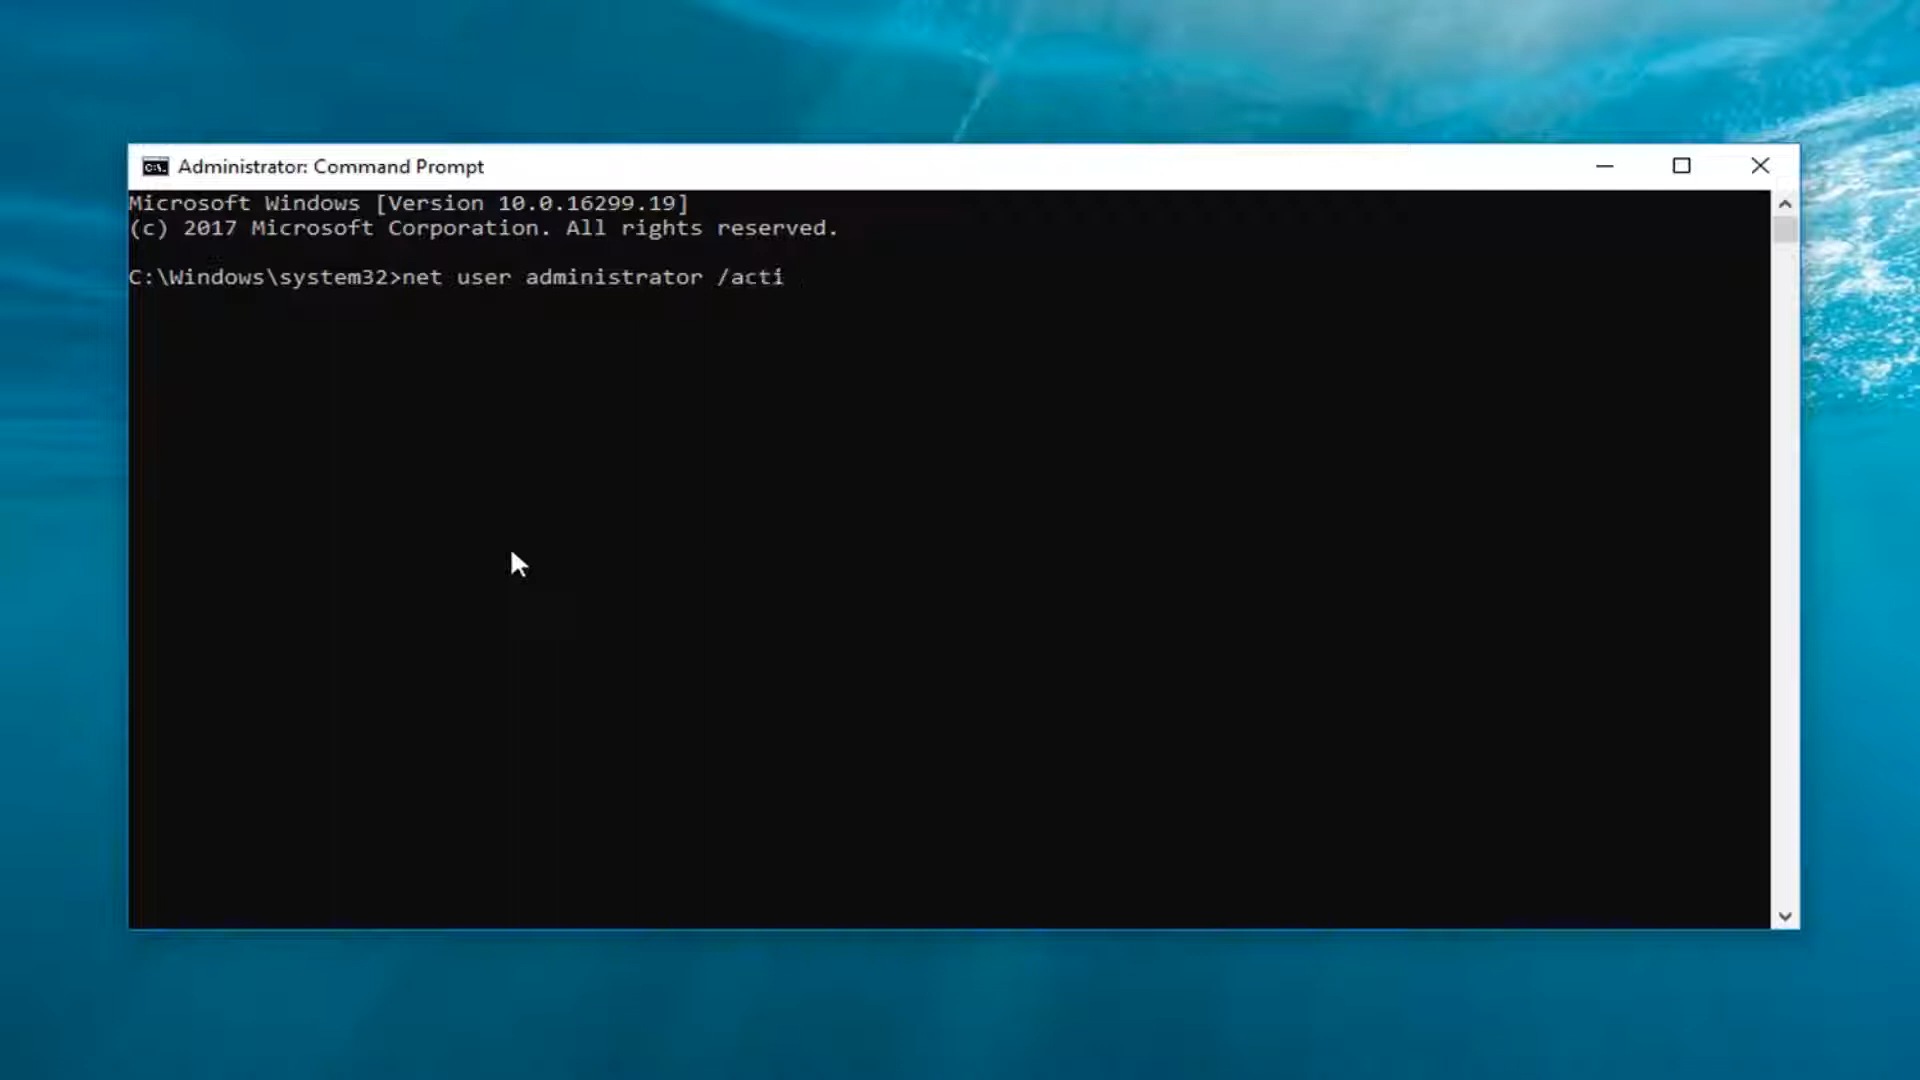 Administrator: Command Prompt
Microsoft Windows [Version 10.0.16299.19]
(c) 2017 Microsoft Corporation. All rights reserved.
C:\Windows\system32>net user administrator /acti